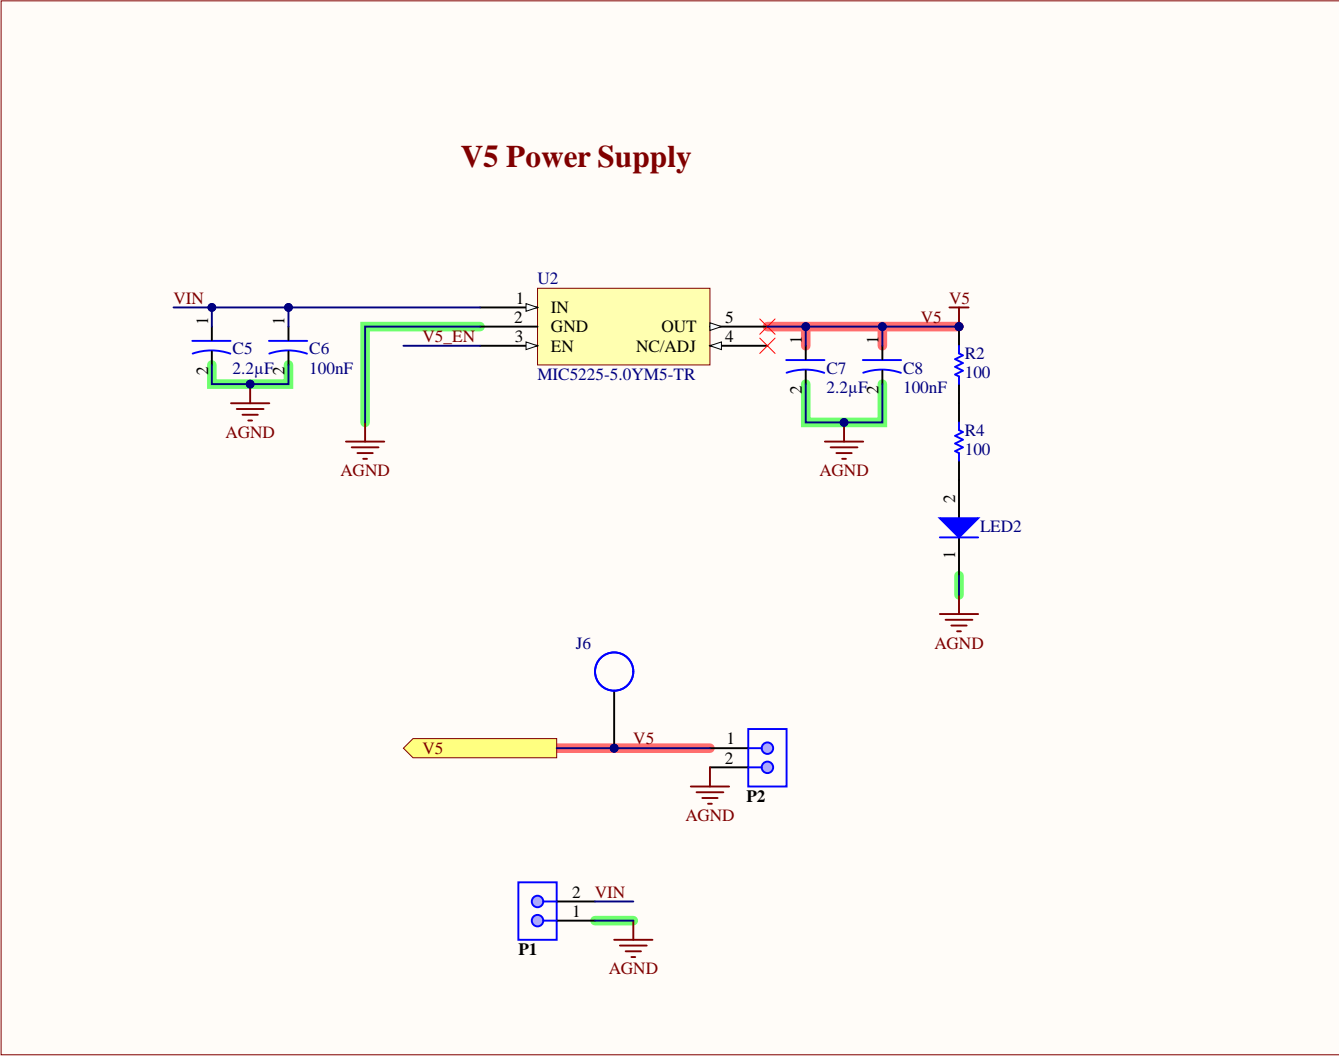 V5 Power Supply
U2
VIN
1
IN
2
GND
V5_EN
3
EN
OUT
5
NC/ADJ
4
MIC5225-5.0YM5-TR
V5
V5
1
C5
2.2µF
2
1
C6
100nF
2
AGND
AGND
1
C7
2.2µF
2
1
C8
100nF
2
AGND
R2
100
R4
100
2
LED2
1
AGND
J6
V5
V5
1
2
P2
AGND
2
VIN
1
P1
AGND